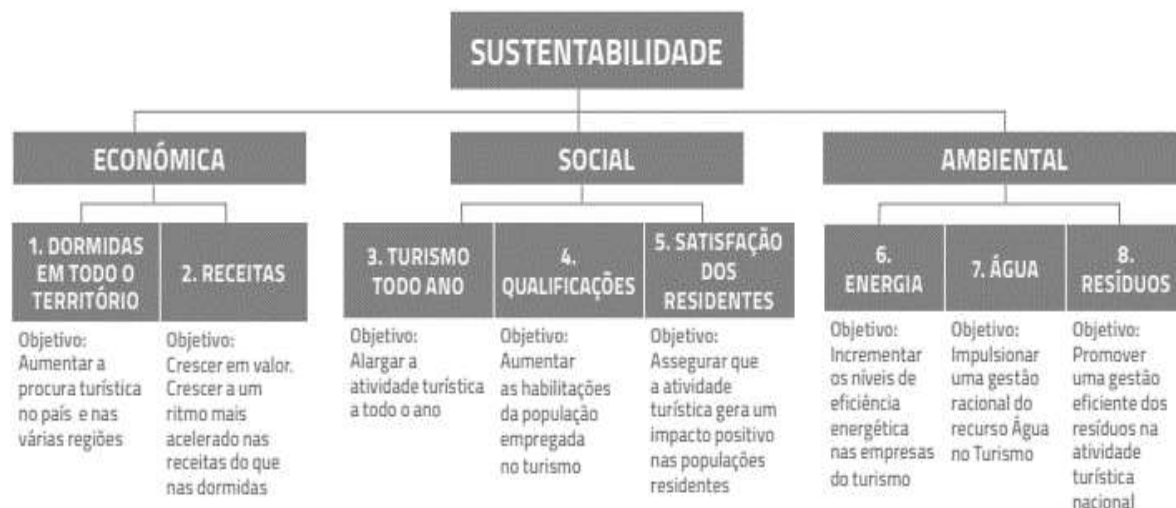 SUSTENTABILIDADE
ECONÓMICA
1. DORMIDAS
EM TODO O
TERRITÓRIO
Objetivo:
Aumentar a
procura turística
no país e nas
várias regiões
2. RECEITAS
Objetivo:
Crescer em valor.
Crescer a um
ritmo mais
acelerado nas
receitas do que
nas dormidas
SOCIAL
3. TURISMO
TODO ANO
Objetivo:
Alargar a
atividade turística
a todo o ano
4.
QUALIFICAÇÕES
Objetivo:
Aumentar
as habilitações
da população
empregada
no turismo
5. SATISFAÇÃO
DOS
RESIDENTES
Objetivo:
Assegurar que
a atividade
turística gera um
impacto positivo
nas populações
residentes
AMBIENTAL
6.
ENERGIA
Objetivo:
Incrementar
os níveis de
eficiência
energética
nas empresas
do turismo
7. ÁGUA
Objetivo:
Impulsionar
uma gestão
racional do
recurso Água
no Turismo
8.
RESÍDUOS
Objetivo:
Promover
uma gestão
eficiente dos
resíduos na
atividade
turística
nacional